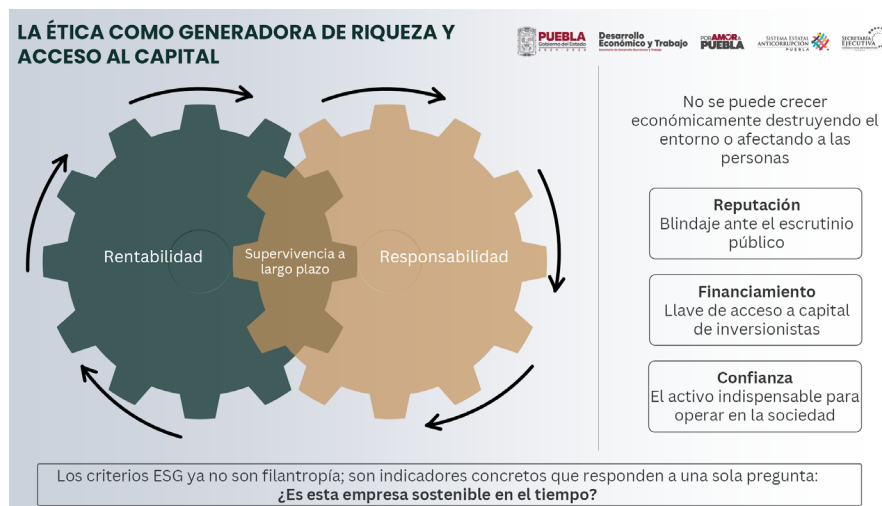 LA ÉTICA COMO GENERADORA DE RIQUEZA Y
ACCESO AL CAPITAL
PUEBLA
Gobierno del Estado
Desarrollo
Económico y Trabajo
POR AMOR A
PUEBLA
SISTEMA ESTATAL
ANTICORRUPCIÓN
PUEBLA
SECRETARÍA
EJECUTIVA
No se puede crecer
económicamente destruyendo el
entorno o afectando a las
personas
Rentabilidad
Supervivencia a
largo plazo
Responsabilidad
Reputación
Blindaje ante el escrutinio
público
Financiamiento
Llave de acceso a capital
de inversionistas
Confianza
El activo indispensable para
operar en la sociedad
Los criterios ESG ya no son filantropía; son indicadores concretos que responden a una sola pregunta:
¿Es esta empresa sostenible en el tiempo?